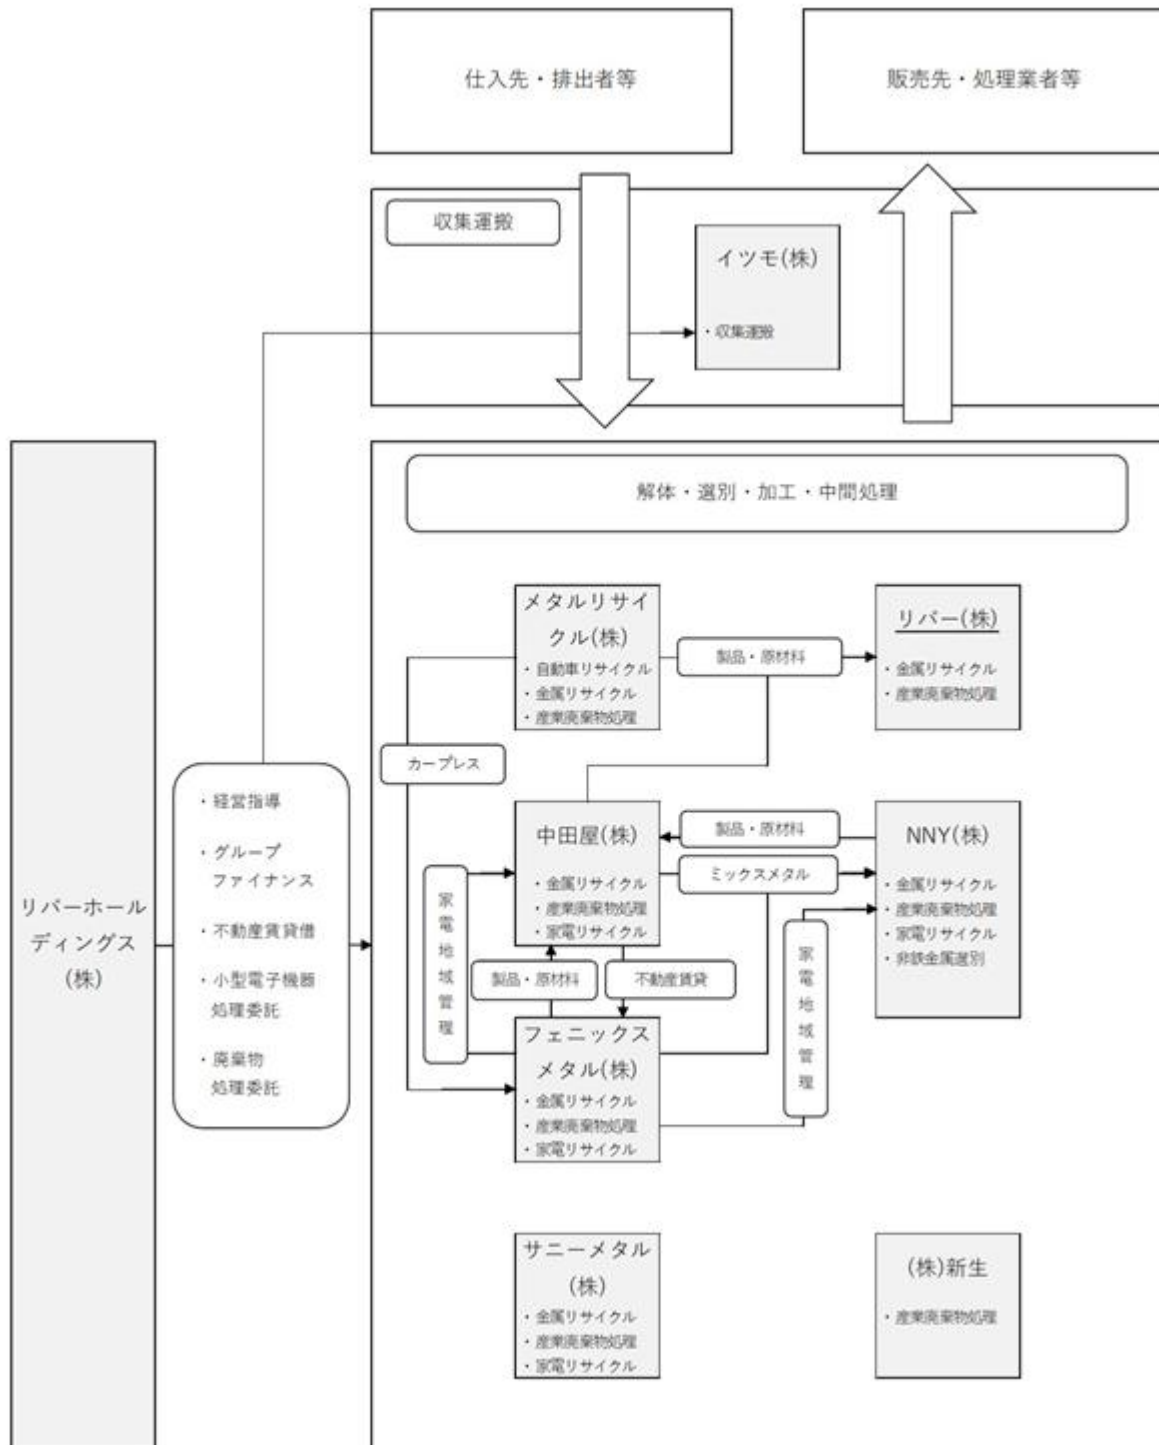 仕入先・排出者等
販売先・処理業者等
収集運搬
イツモ(株)
・収集運搬
解体・選別・加工・中間処理
メタルリサイ
クル(株)
・自動車リサイクル
・金属リサイクル
・産業廃棄物処理
製品・原材料
リバー(株)
・金属リサイクル
・産業廃棄物処理
カープレス
リバーホール
ディングス
(株)
・経営指導
・グループ
ファイナンス
・不動産賃貸借
・小型電子機器
処理委託
・廃棄物
処理委託
中田屋(株)
・金属リサイクル
・産業廃棄物処理
・家電リサイクル
製品・原材料
ミックスメタル
NNY(株)
・金属リサイクル
・産業廃棄物処理
・家電リサイクル
・非鉄金属選別
家電地域管理
製品・原材料
不動産賃貸
家電地域管理
フェニックス
メタル(株)
・金属リサイクル
・産業廃棄物処理
・家電リサイクル
サニーメタル
(株)
・金属リサイクル
・産業廃棄物処理
・家電リサイクル
(株)新生
・産業廃棄物処理